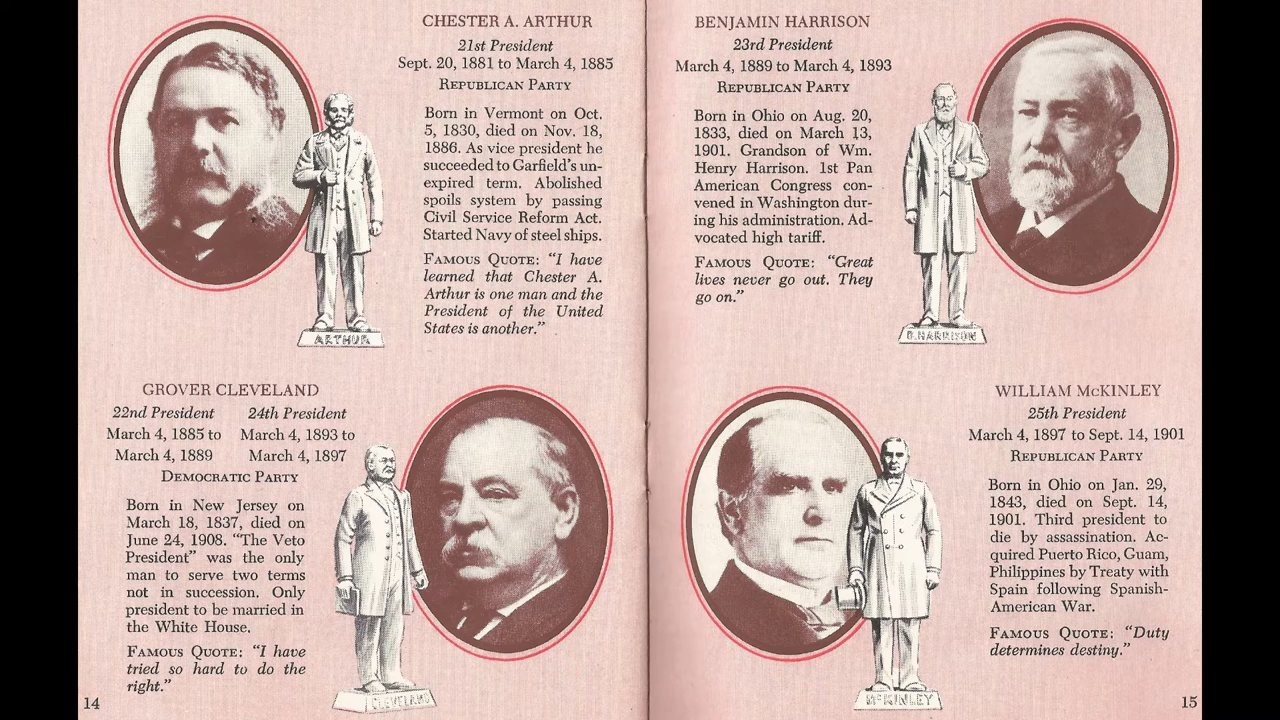 CHESTER A. ARTHUR
21st President
Sept. 20, 1881 to March 4, 1885
REPUBLICAN PARTY
Born in Vermont on Oct.
5, 1830, died on Nov. 18,
1886. As vice president he
succeeded to Garfield's un-
expired term. Abolished
spoils system by passing
Civil Service Reform Act.
Started Navy of steel ships.
FAMOUS QUOTE: "I have
learned that Chester A.
Arthur is one man and the
President of the United
States is another."
ARTHUR
GROVER CLEVELAND
22nd President 24th President
March 4, 1885 to March 4, 1893 to
March 4, 1889 March 4, 1897
DEMOCRATIC PARTY
Born in New Jersey on
March 18, 1837, died on
June 24, 1908. "The Veto
President" was the only
man to serve two terms
not in succession. Only
president to be married in
the White House.
FAMOUS QUOTE: "I have
tried so hard to do the
right."
CLEVELAND
14
BENJAMIN HARRISON
23rd President
March 4, 1889 to March 4, 1893
REPUBLICAN PARTY
Born in Ohio on Aug. 20,
1833, died on March 13,
1901. Grandson of Wm.
Henry Harrison. 1st Pan
American Congress con-
vened in Washington dur-
ing his administration. Ad-
vocated high tariff.
FAMOUS QUOTE: "Great
lives never go out. They
go on."
B. HARRISON
WILLIAM McKINLEY
25th President
March 4, 1897 to Sept. 14, 1901
REPUBLICAN PARTY
Born in Ohio on Jan. 29,
1843, died on Sept. 14,
1901. Third president to
die by assassination. Ac-
quired Puerto Rico, Guam,
Philippines by Treaty with
Spain following Spanish-
American War.
FAMOUS QUOTE: "Duty
determines destiny."
McKINLEY
15